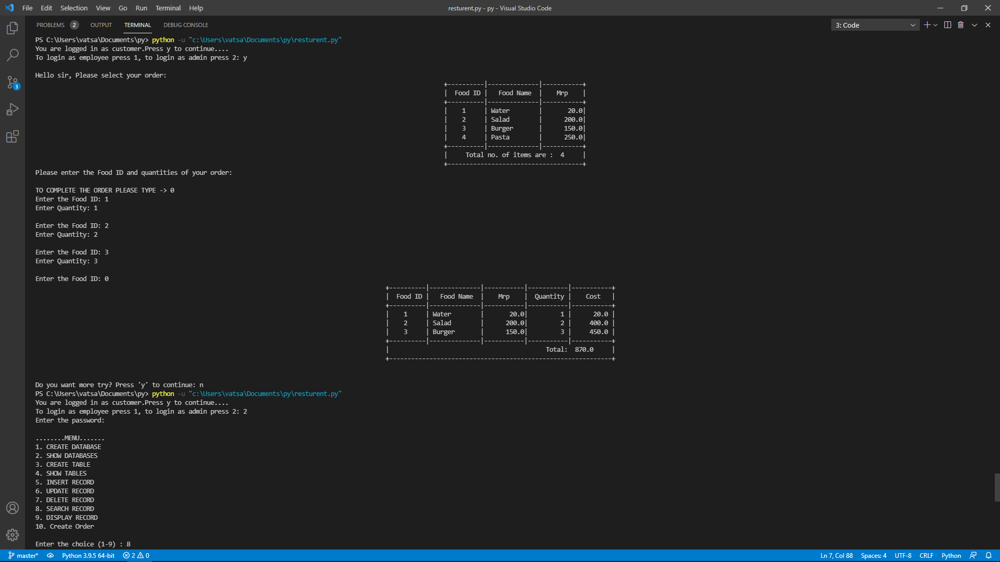 File Edit Selection View Go Run Terminal Help resturent.py - py - Visual Studio Code
PROBLEMS 2 OUTPUT TERMINAL DEBUG CONSOLE 3: Code
PS C:\Users\vatsa\Documents\py> python -u "c:\Users\vatsa\Documents\py\resturent.py"
You are logged in as customer.Press y to continue....
To login as employee press 1, to login as admin press 2: y
Hello sir, Please select your order:
+----------|--------------|-----------+
|  Food ID |   Food Name  |    Mrp    |
+----------|--------------|-----------+
|    1     | Water        |       20.0|
|    2     | Salad        |      200.0|
|    3     | Burger       |      150.0|
|    4     | Pasta        |      250.0|
+----------|--------------|-----------+
|     Total no. of items are :  4     |
+-------------------------------------+
Please enter the Food ID and quantities of your order:
TO COMPLETE THE ORDER PLEASE TYPE -> 0
Enter the Food ID: 1
Enter Quantity: 1
Enter the Food ID: 2
Enter Quantity: 2
Enter the Food ID: 3
Enter Quantity: 3
Enter the Food ID: 0
+----------|--------------|-----------|-----------|-----------+
|  Food ID |   Food Name  |    Mrp    |  Quantity |    Cost   |
+----------|--------------|-----------|-----------|-----------+
|    1     | Water        |       20.0|         1 |      20.0 |
|    2     | Salad        |      200.0|         2 |     400.0 |
|    3     | Burger       |      150.0|         3 |     450.0 |
+----------|--------------|-----------|-----------|-----------+
|                                           Total:  870.0     |
+-------------------------------------------------------------+
Do you want more try? Press 'y' to continue: n
PS C:\Users\vatsa\Documents\py> python -u "c:\Users\vatsa\Documents\py\resturent.py"
You are logged in as customer.Press y to continue....
To login as employee press 1, to login as admin press 2: 2
Enter the password:
........MENU.......
1. CREATE DATABASE
2. SHOW DATABASES
3. CREATE TABLE
4. SHOW TABLES
5. INSERT RECORD
6. UPDATE RECORD
7. DELETE RECORD
8. SEARCH RECORD
9. DISPLAY RECORD
10. Create Order
Enter the choice (1-9) : 8
3
master* Python 3.9.5 64-bit 2 0 Ln 7, Col 88 Spaces: 4 UTF-8 CRLF Python